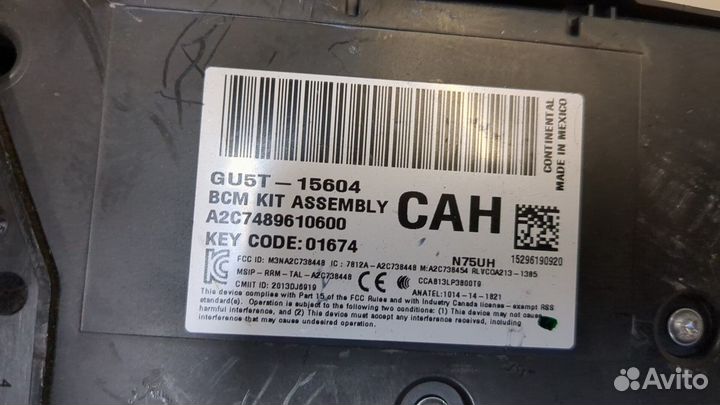 CONTINENTAL
MADE IN MEXICO
GU5T-15604
BCM KIT ASSEMBLY
CAH
A2C7489610600
KEY CODE: 01674
N75UH
15296190920
FCC ID: M3NA2C738448 IC: 7812A-A2C738448 M:A2C738454 RLVCOA213-1385
MSIP-RRM-TAL-A2C738448 CE CCAB13LP3800T9
CMIIT ID: 2013DJ6919 ANATEL:1014-14-1821
This device complies with Part 15 of the FCC Rules and with Industry Canada license-exempt RSS
standard(s). Operation is subject to the following two conditions: (1) This device may not cause
harmful interference, and (2) This device must accept any interference received, including
interference that may cause undesired operation.
Avito